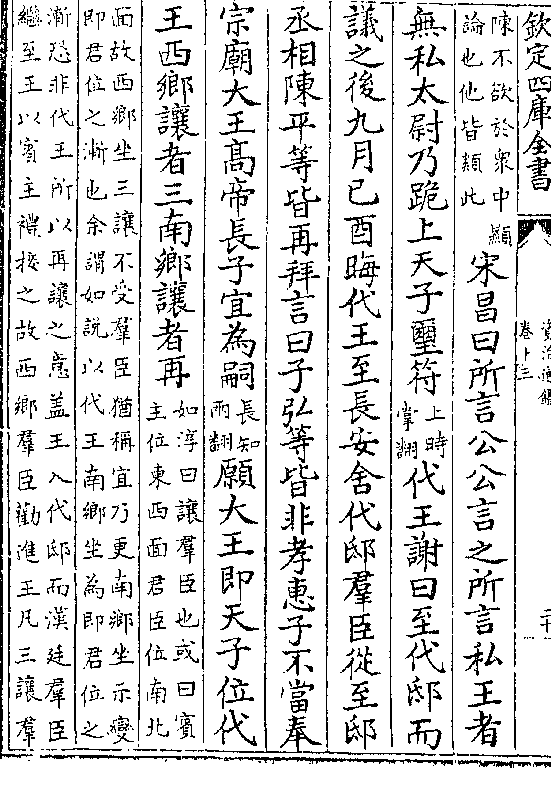 欽定四庫全書
資治通鑑
卷十三
陳不欲於衆中顯
論也他皆類此
宋昌曰所言公公言之所言私王者
無私太尉乃跪上天子璽符
上時
掌翻
代王謝曰至代邸而
議之後九月已酉晦代王至長安舍代邸羣臣從至邸
丞相陳平等皆再拜言曰子弘等皆非孝惠子不當奉
宗廟大王髙帝長子宜為嗣
長知
兩翻
願大王即天子位代
王西鄉讓者三南鄉讓者再
如淳曰讓羣臣也或曰賓
主位東西面君臣位南北
面故西鄉坐三讓不受羣臣猶稱宜乃更南鄉坐示變
即君位之漸也余謂如說以代王南鄉坐為即君位之
漸恐非代王所以再讓之意盖王入代邸而漢廷羣臣
繼至王以賓主禮接之故西鄉羣臣勸進王凡三讓羣